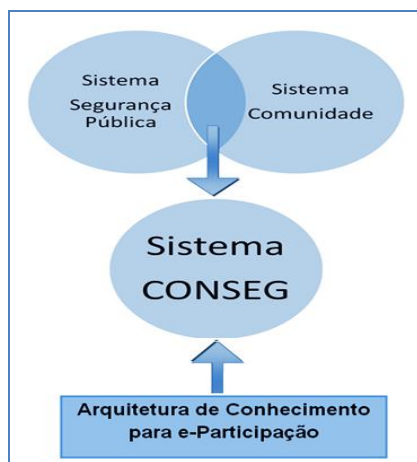 Sistema
Segurança
Pública
Sistema
Comunidade
Sistema
CONSEG
Arquitetura de Conhecimento
para e-Participação